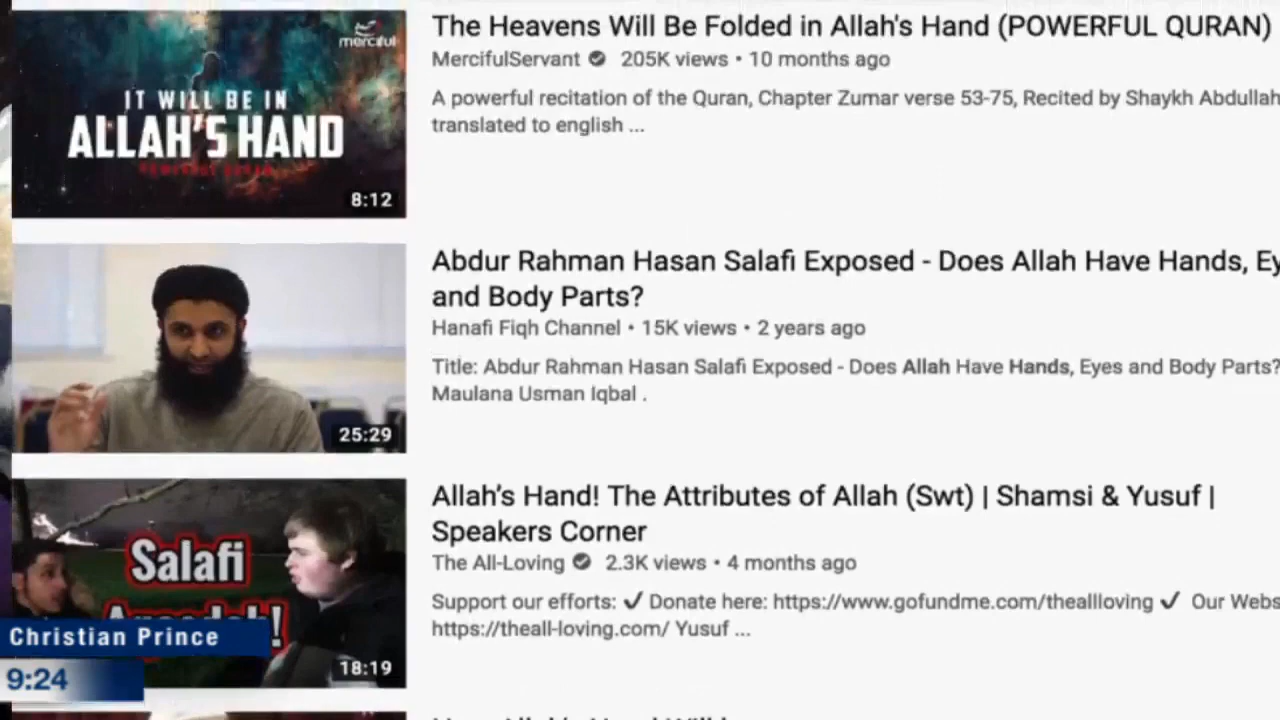 merciful
IT WILL BE IN
ALLAH'S HAND
POWERFUL QURAN
8:12
The Heavens Will Be Folded in Allah's Hand (POWERFUL QURAN)
MercifulServant 205K views • 10 months ago
A powerful recitation of the Quran, Chapter Zumar verse 53-75, Recited by Shaykh Abdullah
translated to english ...
25:29
Abdur Rahman Hasan Salafi Exposed - Does Allah Have Hands, Ey
and Body Parts?
Hanafi Fiqh Channel • 15K views • 2 years ago
Title: Abdur Rahman Hasan Salafi Exposed - Does Allah Have Hands, Eyes and Body Parts?
Maulana Usman Iqbal .
Salafi
18:19
Allah's Hand! The Attributes of Allah (Swt) | Shamsi & Yusuf |
Speakers Corner
The All-Loving 2.3K views • 4 months ago
Support our efforts: ✓ Donate here: https://www.gofundme.com/theallloving ✓ Our Webs
https://theall-loving.com/ Yusuf ...
Christian Prince
9:24